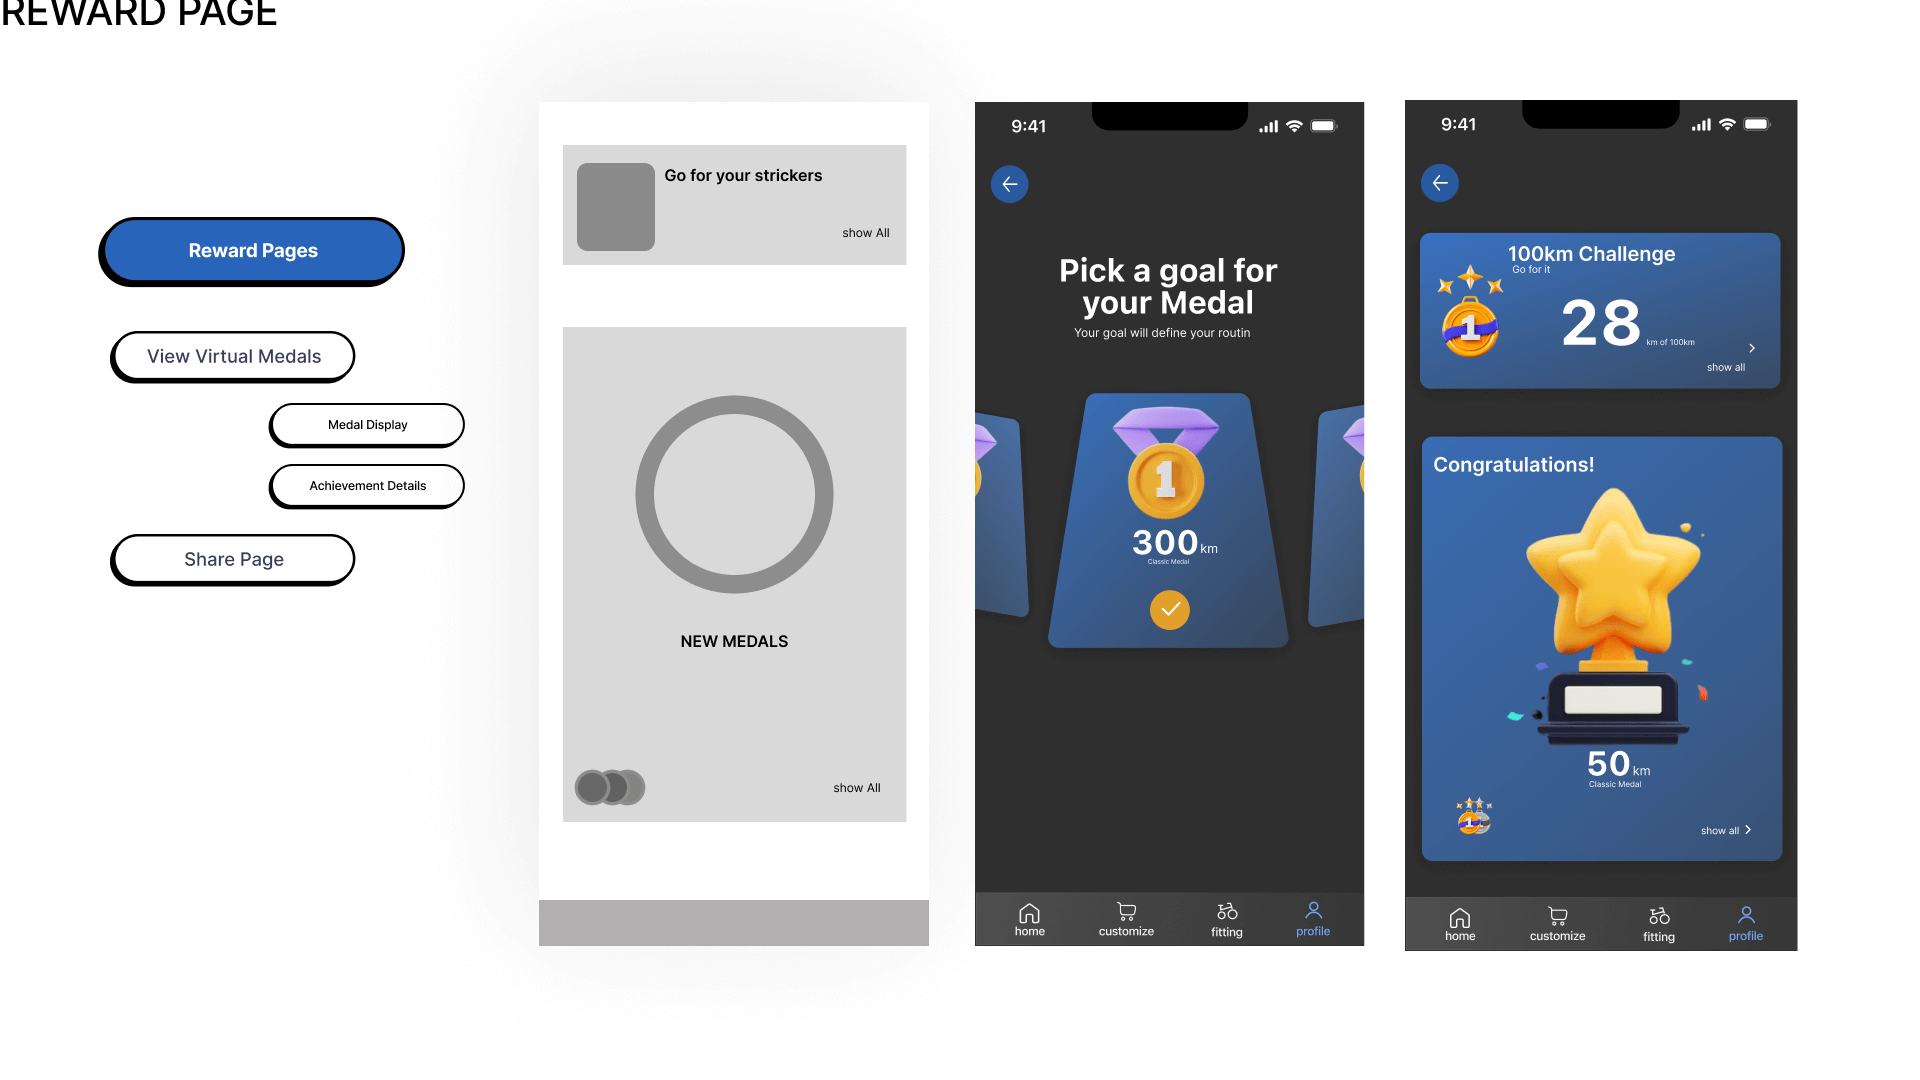 REWARD PAGE
Reward Pages
View Virtual Medals
Medal Display
Achievement Details
Share Page
Go for your strickers
show All
NEW MEDALS
show All
9:41
Pick a goal for
your Medal
Your goal will define your routin
1
300 km
Classic Medal
home
customize
fitting
profile
9:41
100km Challenge
Go for it
1
28 km of 100km
show all
Congratulations!
50 km
Classic Medal
1
show all
home
customize
fitting
profile